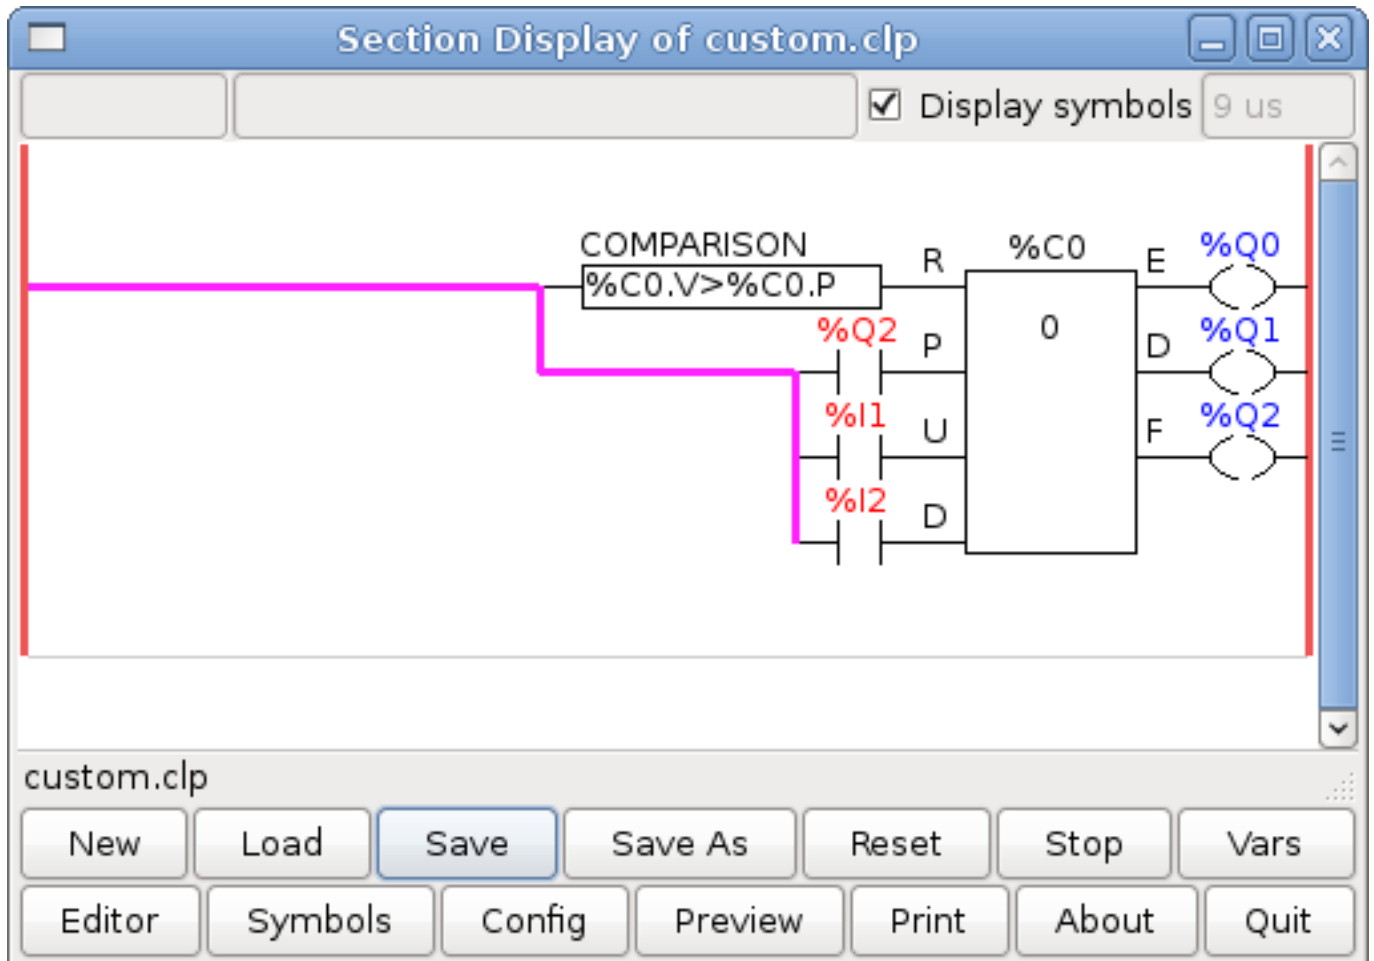 Section Display of custom.clp
Display symbols 9 us
COMPARISON R %C0 E %Q0
%C0.V>%C0.P
%Q2 P 0 D %Q1
%I1 U F %Q2
%I2 D
custom.clp
New Load Save Save As Reset Stop Vars
Editor Symbols Config Preview Print About Quit